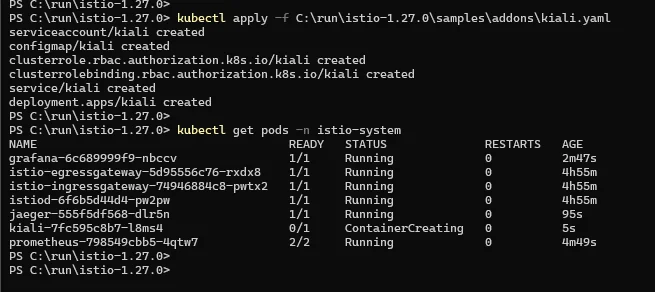 PS C:\run\istio-1.27.0>
PS C:\run\istio-1.27.0> kubectl apply -f C:\run\istio-1.27.0\samples\addons\kiali.yaml
serviceaccount/kiali created
configmap/kiali created
clusterrole.rbac.authorization.k8s.io/kiali created
clusterrolebinding.rbac.authorization.k8s.io/kiali created
service/kiali created
deployment.apps/kiali created
PS C:\run\istio-1.27.0>
PS C:\run\istio-1.27.0> kubectl get pods -n istio-system
NAME READY STATUS RESTARTS AGE
grafana-6c689999f9-nbccv 1/1 Running 0 2m47s
istio-egressgateway-5d95556c76-rxdx8 1/1 Running 0 4h55m
istio-ingressgateway-74946884c8-pwtx2 1/1 Running 0 4h55m
istiod-6f6b5d44d4-pw2pw 1/1 Running 0 4h55m
jaeger-555f5df568-dlr5n 1/1 Running 0 95s
kiali-7fc595c8b7-l8ms4 0/1 ContainerCreating 0 5s
prometheus-798549cbb5-4qtw7 2/2 Running 0 4m49s
PS C:\run\istio-1.27.0>
PS C:\run\istio-1.27.0>